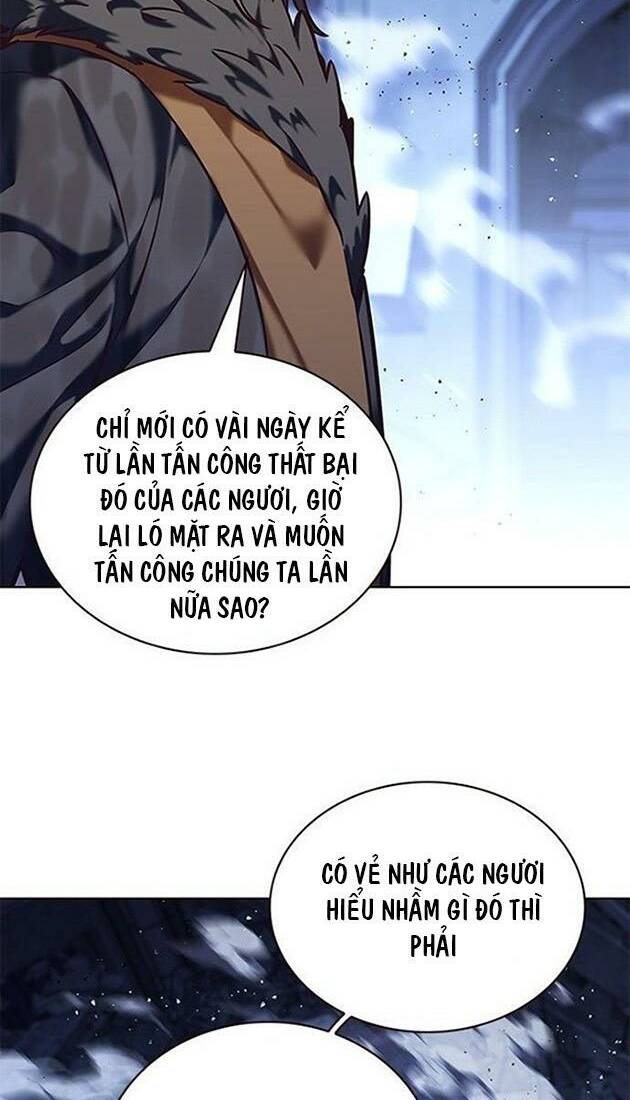 CHỈ MỚI CÓ VÀI NGÀY KỂ
TỪ LẦN TẤN CÔNG THẤT BẠI
ĐÓ CỦA CÁC NGƯƠI, GIỜ
LẠI LÓ MẶT RA VÀ MUỐN
TẤN CÔNG CHÚNG TA LẦN
NỮA SAO?
CÓ VẺ NHƯ CÁC NGƯƠI
HIỂU NHẦM GÌ ĐÓ THÌ
PHẢI